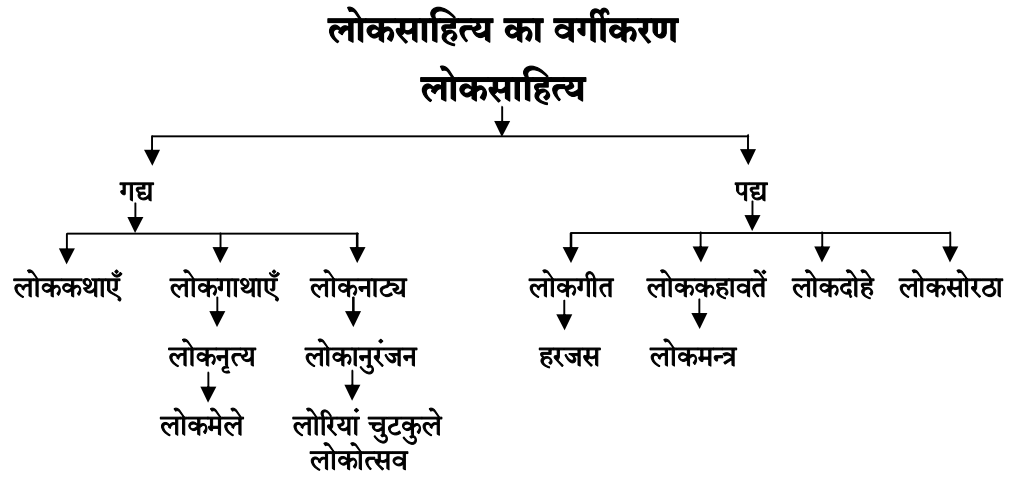 लोकसाहित्य का वर्गीकरण
लोकसाहित्य
गद्य पद्य
लोककथाएँ लोकगाथाएँ लोकनाट्य लोकगीत लोककहावतें लोकदोहे लोकसोरठा
लोकनृत्य लोकानुरंजन हरजस लोकमन्त्र
लोकमेले लोरियां चुटकुले
लोकोत्सव